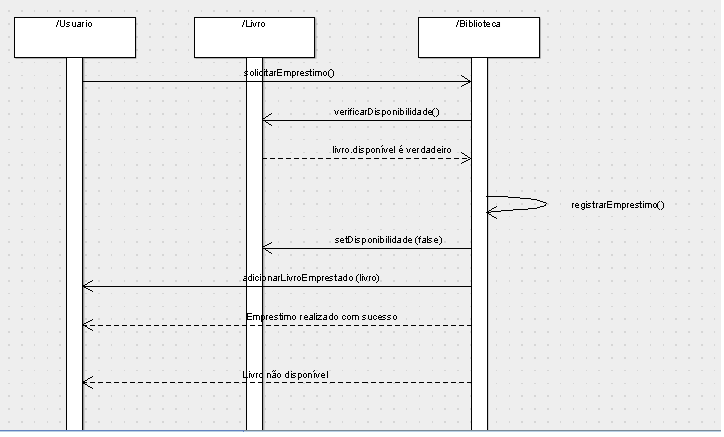 /Usuario
/Livro
/Biblioteca
solicitarEmprestimo()
verificarDisponibilidade()
livro.disponível é verdadeiro
registrarEmprestimo()
setDisponibilidade (false)
adicionarLivroEmprestado (livro)
Emprestimo realizado com sucesso
Livro não disponível